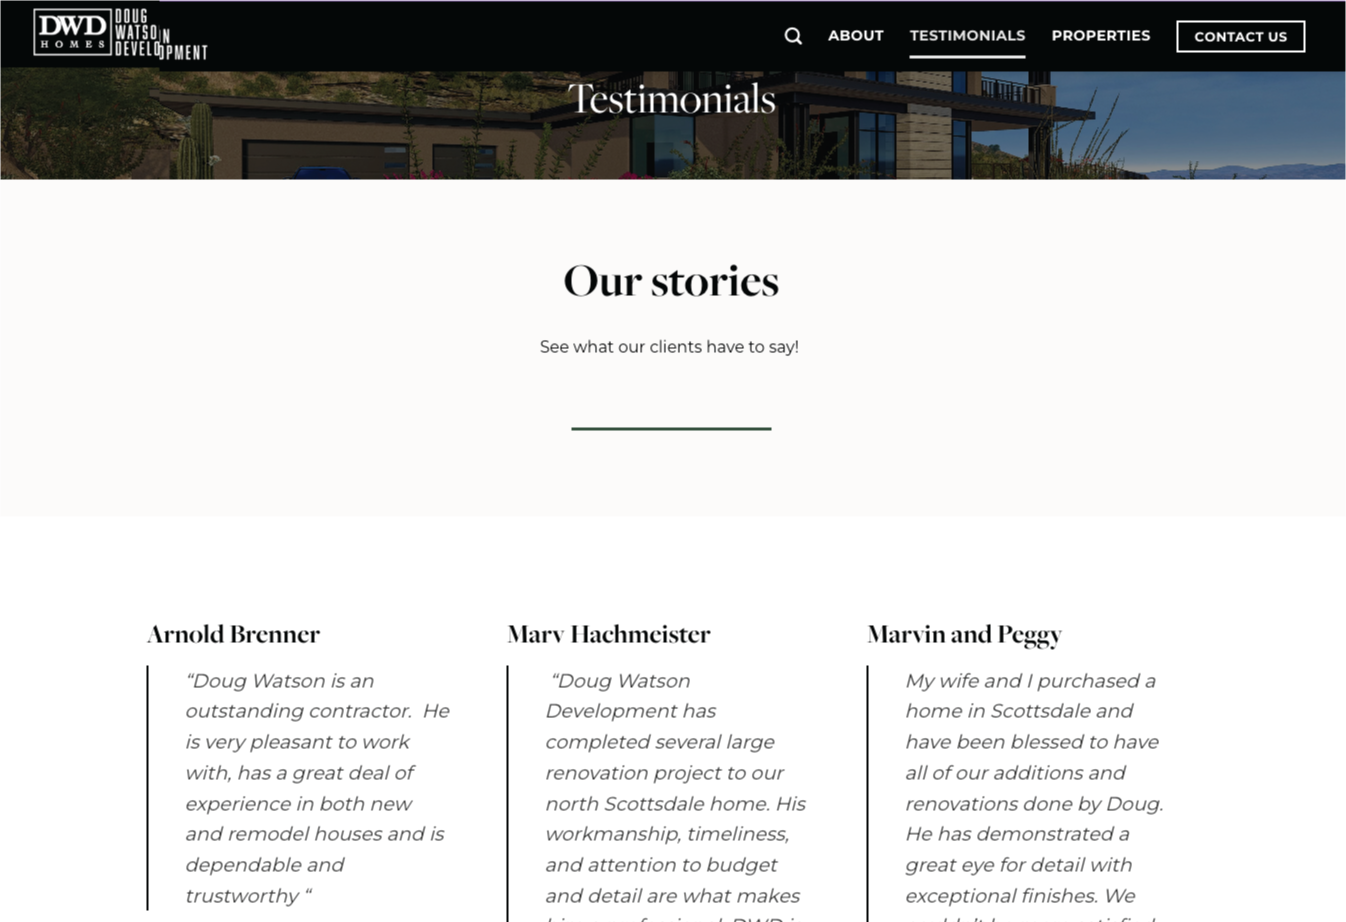 DWD
HOMES
DOUG
WATSON
DEVELOPMENT
ABOUT TESTIMONIALS PROPERTIES CONTACT US
Testimonials
Our stories
See what our clients have to say!
Arnold Brenner
“Doug Watson is an
outstanding contractor.  He
is very pleasant to work
with, has a great deal of
experience in both new
and remodel houses and is
dependable and
trustworthy “
Marv Hachmeister
“Doug Watson
Development has
completed several large
renovation project to our
north Scottsdale home. His
workmanship, timeliness,
and attention to budget
and detail are what makes
Marvin and Peggy
My wife and I purchased a
home in Scottsdale and
have been blessed to have
all of our additions and
renovations done by Doug.
He has demonstrated a
great eye for detail with
exceptional finishes. We